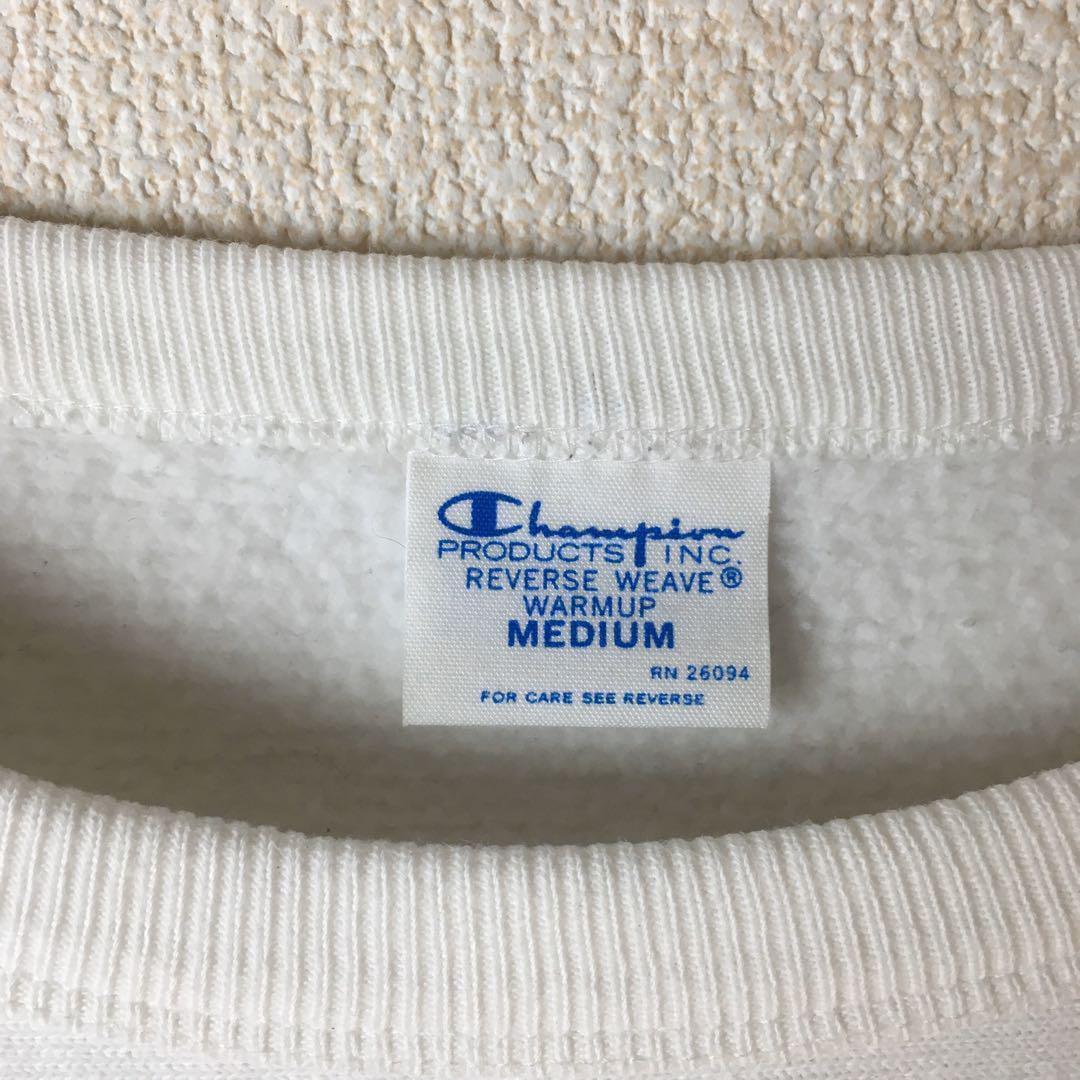 Champion
PRODUCTS INC.
REVERSE WEAVE®
WARMUP
MEDIUM
RN 26094
FOR CARE SEE REVERSE